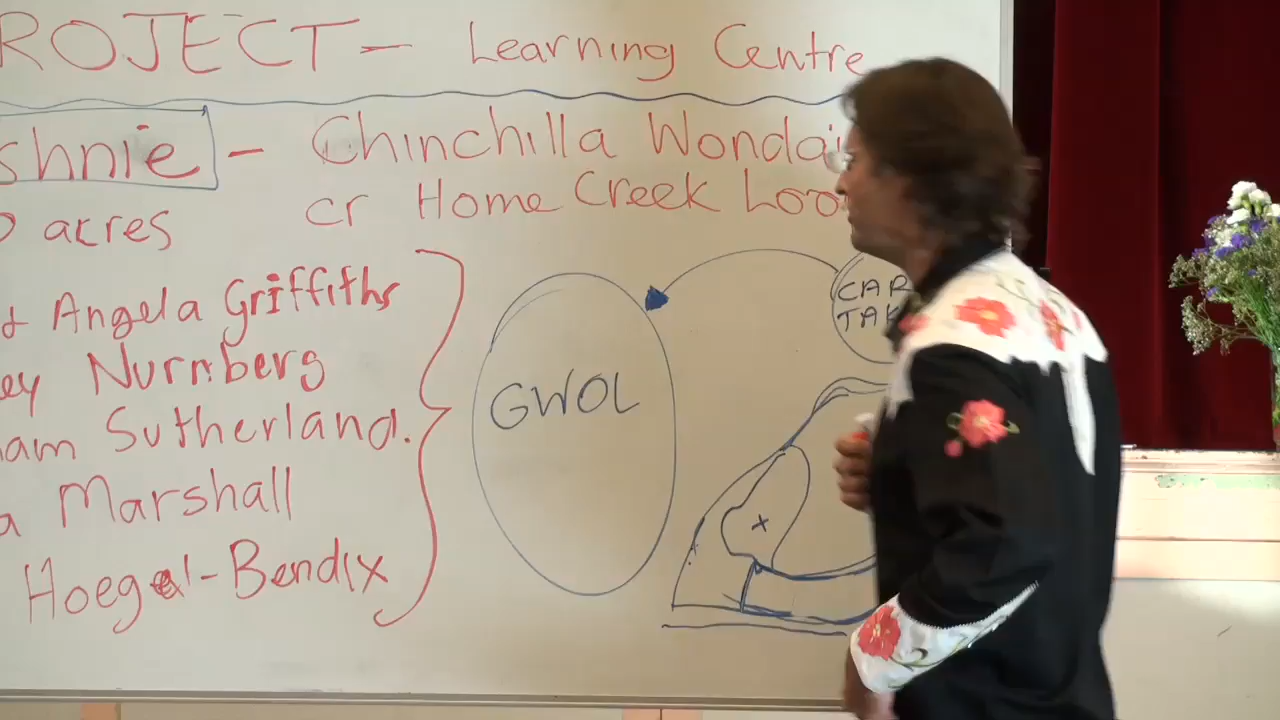 ROJECT - Learning Centre
shnie - Chinchilla Wondai
acres cr Home Creek Loo
& Angela Griffiths
ey Nurnberg
am Sutherland.
a Marshall
Hoegel-Bendix
GWOL
CAR
TAK
x